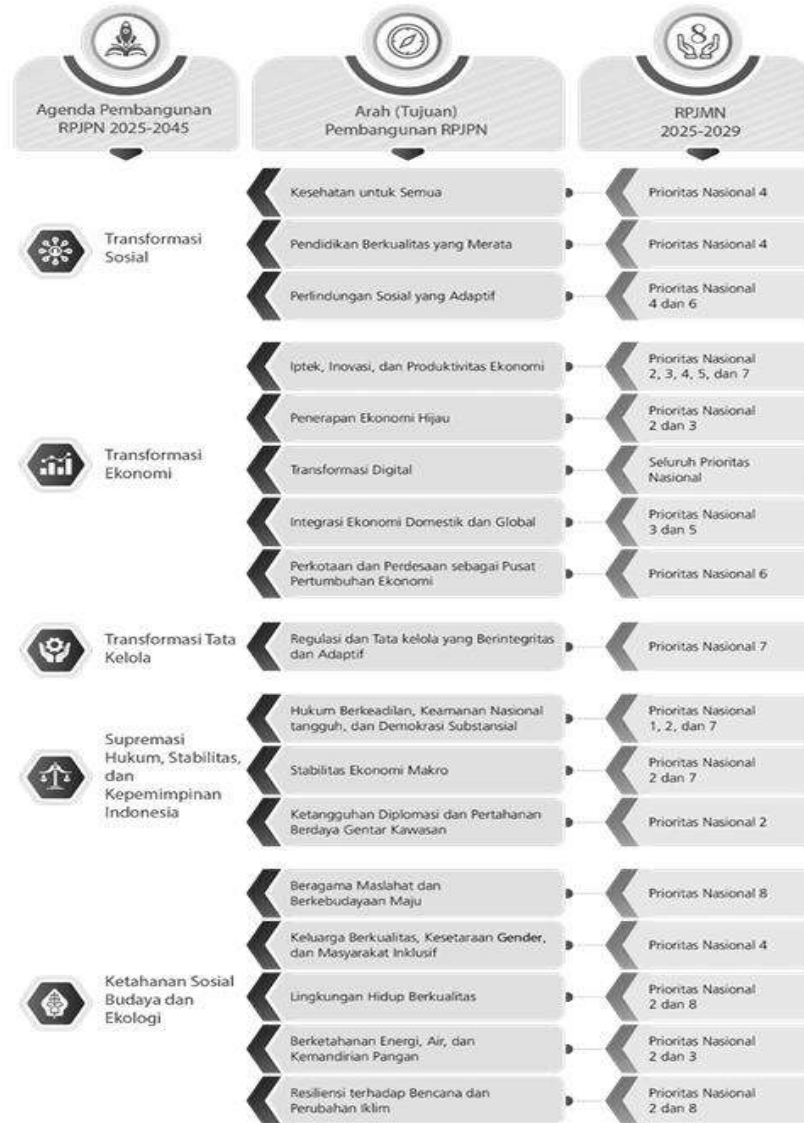 8
Agenda Pembangunan
RPJPN 2025-2045
Arah (Tujuan)
Pembangunan RPJPN
RPJMN
2025-2029
Transformasi
Sosial
Kesehatan untuk Semua
Prioritas Nasional 4
Pendidikan Berkualitas yang Merata
Prioritas Nasional 4
Perlindungan Sosial yang Adaptif
Prioritas Nasional
4 dan 6
Transformasi
Ekonomi
Iptek, Inovasi, dan Produktivitas Ekonomi
Prioritas Nasional
2, 3, 4, 5, dan 7
Penerapan Ekonomi Hijau
Prioritas Nasional
2 dan 3
Transformasi Digital
Seluruh Prioritas
Nasional
Integrasi Ekonomi Domestik dan Global
Prioritas Nasional
3 dan 5
Perkotaan dan Perdesaan sebagai Pusat
Pertumbuhan Ekonomi
Prioritas Nasional 6
Transformasi Tata
Kelola
Regulasi dan Tata kelola yang Berintegritas
dan Adaptif
Prioritas Nasional 7
Supremasi
Hukum, Stabilitas,
dan
Kepemimpinan
Indonesia
Hukum Berkeadilan, Keamanan Nasional
tangguh, dan Demokrasi Substansial
Prioritas Nasional
1, 2, dan 7
Stabilitas Ekonomi Makro
Prioritas Nasional
2 dan 7
Ketangguhan Diplomasi dan Pertahanan
Berdaya Gentar Kawasan
Prioritas Nasional 2
Ketahanan Sosial
Budaya dan
Ekologi
Beragama Maslahat dan
Berkebudayaan Maju
Prioritas Nasional 8
Keluarga Berkualitas, Kesetaraan Gender,
dan Masyarakat Inklusif
Prioritas Nasional 4
Lingkungan Hidup Berkualitas
Prioritas Nasional
2 dan 8
Berketahanan Energi, Air, dan
Kemandirian Pangan
Prioritas Nasional
2 dan 3
Resiliensi terhadap Bencana dan
Perubahan Iklim
Prioritas Nasional
2 dan 8